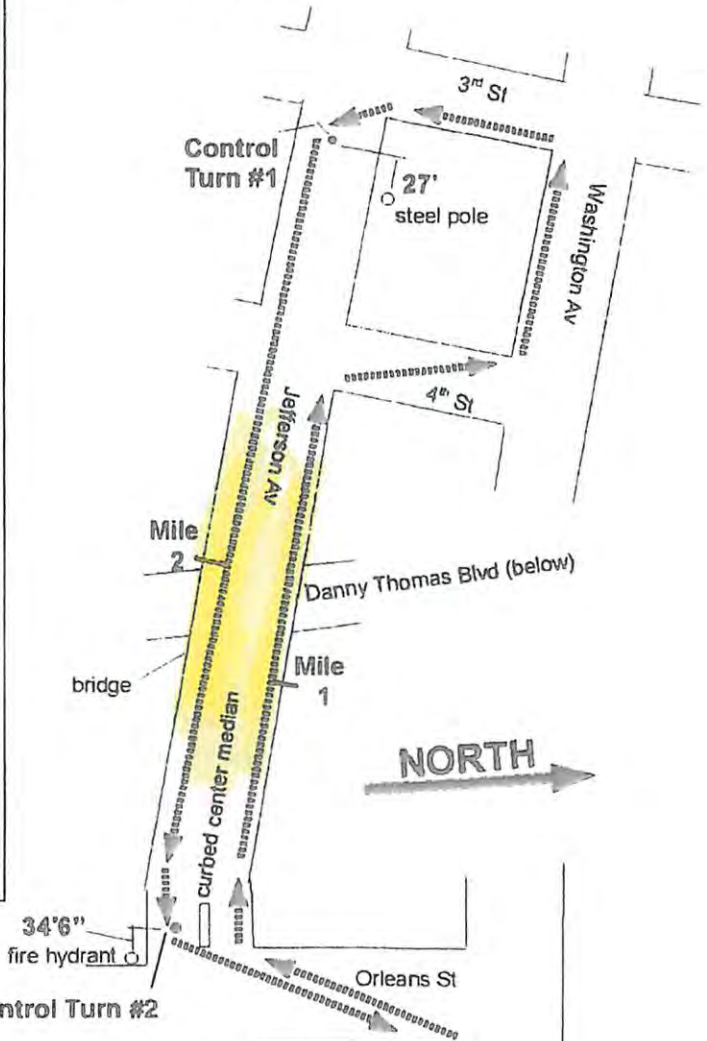 3rd St
Control
Turn #1
27'
steel pole
Washington Av
4th St
Jefferson Av
Mile
2
Danny Thomas Blvd (below)
bridge
Mile
1
curbed center median
NORTH
34'6"
fire hydrant
Orleans St
ntrol Turn #2